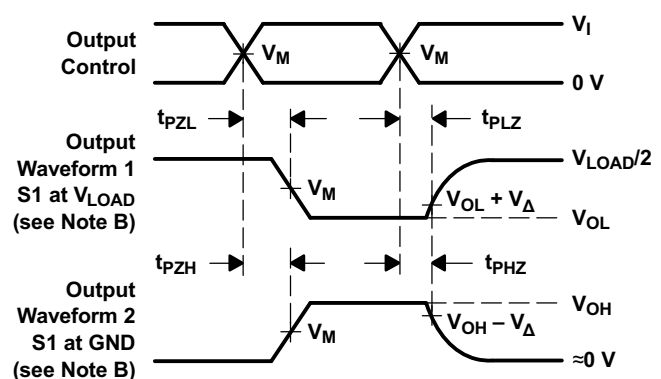 Output
Control
V_M
V_M
V_I
0 V
t_PZL
t_PLZ
Output
Waveform 1
S1 at V_LOAD
(see Note B)
V_M
V_OL + V_Δ
V_LOAD/2
V_OL
t_PZH
t_PHZ
Output
Waveform 2
S1 at GND
(see Note B)
V_M
V_OH – V_Δ
V_OH
≈0 V